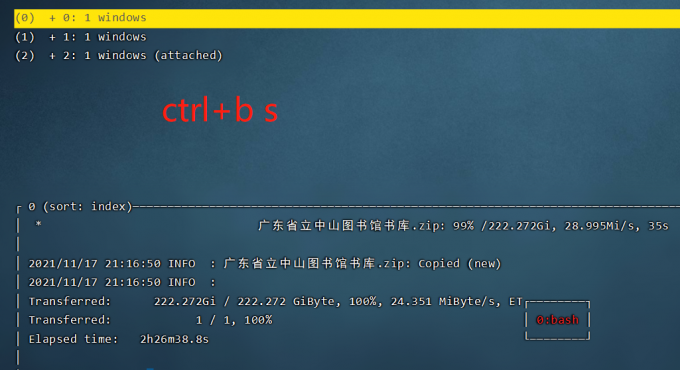 (0)  + 0: 1 windows
(1)  + 1: 1 windows
(2)  + 2: 1 windows (attached)
ctrl+b s
0 (sort: index)
* 广东省立中山图书馆书库.zip: 99% /222.272Gi, 28.995Mi/s, 35s
2021/11/17 21:16:50 INFO  : 广东省立中山图书馆书库.zip: Copied (new)
2021/11/17 21:16:50 INFO  :
Transferred:      222.272Gi / 222.272 GiByte, 100%, 24.351 MiByte/s, ET
Transferred:            1 / 1, 100%
0:bash
Elapsed time:   2h26m38.8s